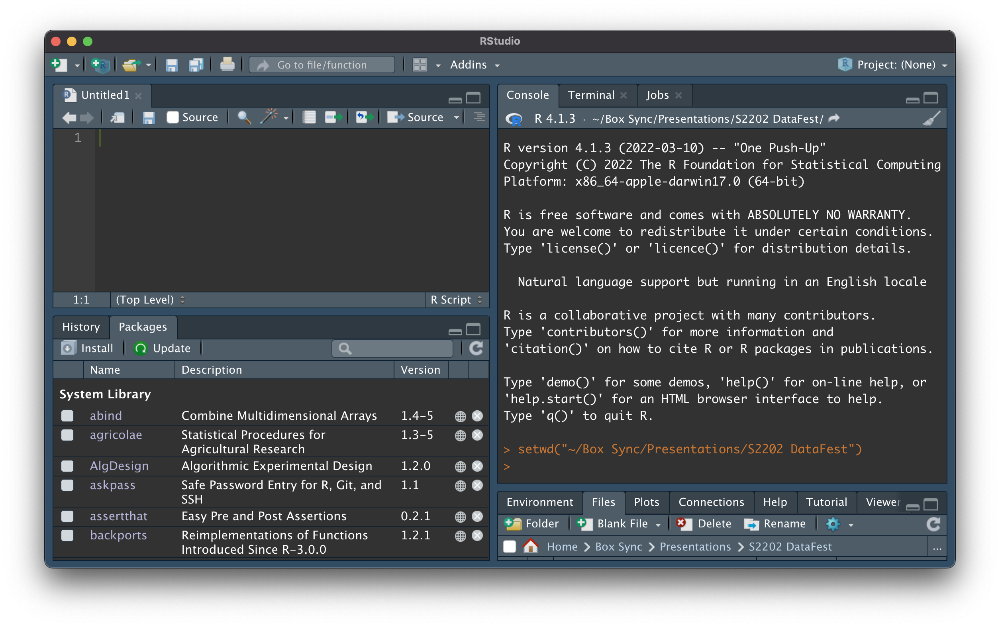 RStudio
Go to file/function
Addins
Project: (None)
Untitled1
Source
Source
1
1:1
(Top Level)
R Script
History
Packages
Install
Update
Name Description Version
System Library
abind Combine Multidimensional Arrays 1.4-5
agricolae Statistical Procedures for 1.3-5
Agricultural Research
AlgDesign Algorithmic Experimental Design 1.2.0
askpass Safe Password Entry for R, Git, and 1.1
SSH
assertthat Easy Pre and Post Assertions 0.2.1
backports Reimplementations of Functions 1.2.1
Introduced Since R-3.0.0
Console
Terminal
Jobs
R 4.1.3 · ~/Box Sync/Presentations/S2202 DataFest/
R version 4.1.3 (2022-03-10) -- "One Push-Up"
Copyright (C) 2022 The R Foundation for Statistical Computing
Platform: x86_64-apple-darwin17.0 (64-bit)
R is free software and comes with ABSOLUTELY NO WARRANTY.
You are welcome to redistribute it under certain conditions.
Type 'license()' or 'licence()' for distribution details.
Natural language support but running in an English locale
R is a collaborative project with many contributors.
Type 'contributors()' for more information and
'citation()' on how to cite R or R packages in publications.
Type 'demo()' for some demos, 'help()' for on-line help, or
'help.start()' for an HTML browser interface to help.
Type 'q()' to quit R.
> setwd("~/Box Sync/Presentations/S2202 DataFest")
>
Environment
Files
Plots
Connections
Help
Tutorial
Viewer
Folder
Blank File
Delete
Rename
Home > Box Sync > Presentations > S2202 DataFest
...